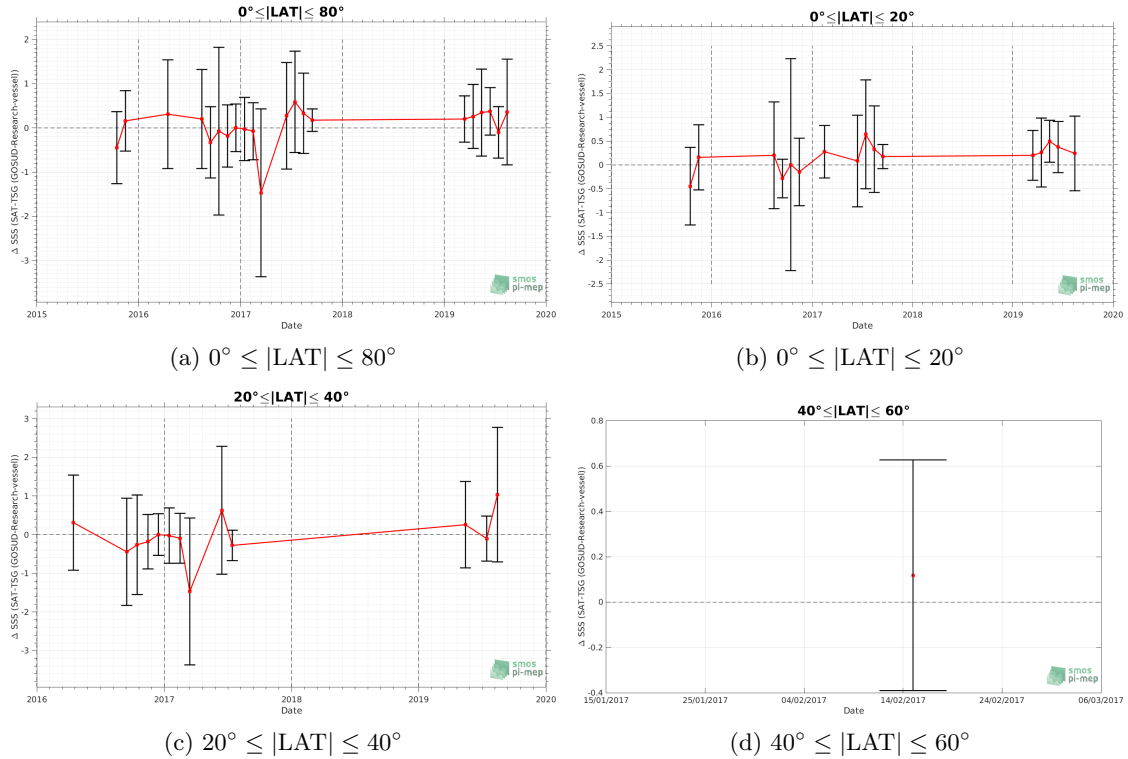 0°≤|LAT|≤ 80°
Δ SSS (SAT-TSG (GOSUD-Research-vessel))
2
1
0
-1
-2
-3
2015
2016
2017
2018
2019
2020
Date
smos
pi-mep
(a) 0° ≤ |LAT| ≤ 80°
0°≤|LAT|≤ 20°
Δ SSS (SAT-TSG (GOSUD-Research-vessel))
2.5
2
1.5
1
0.5
0
-0.5
-1
-1.5
-2
-2.5
2015
2016
2017
2018
2019
2020
Date
smos
pi-mep
(b) 0° ≤ |LAT| ≤ 20°
20°≤|LAT|≤ 40°
Δ SSS (SAT-TSG (GOSUD-Research-vessel))
3
2
1
0
-1
-2
-3
2016
2017
2018
2019
2020
Date
smos
pi-mep
(c) 20° ≤ |LAT| ≤ 40°
40°≤|LAT|≤ 60°
Δ SSS (SAT-TSG (GOSUD-Research-vessel))
0.8
0.6
0.4
0.2
0
-0.2
-0.4
15/01/2017
25/01/2017
04/02/2017
14/02/2017
24/02/2017
06/03/2017
Date
smos
pi-mep
(d) 40° ≤ |LAT| ≤ 60°